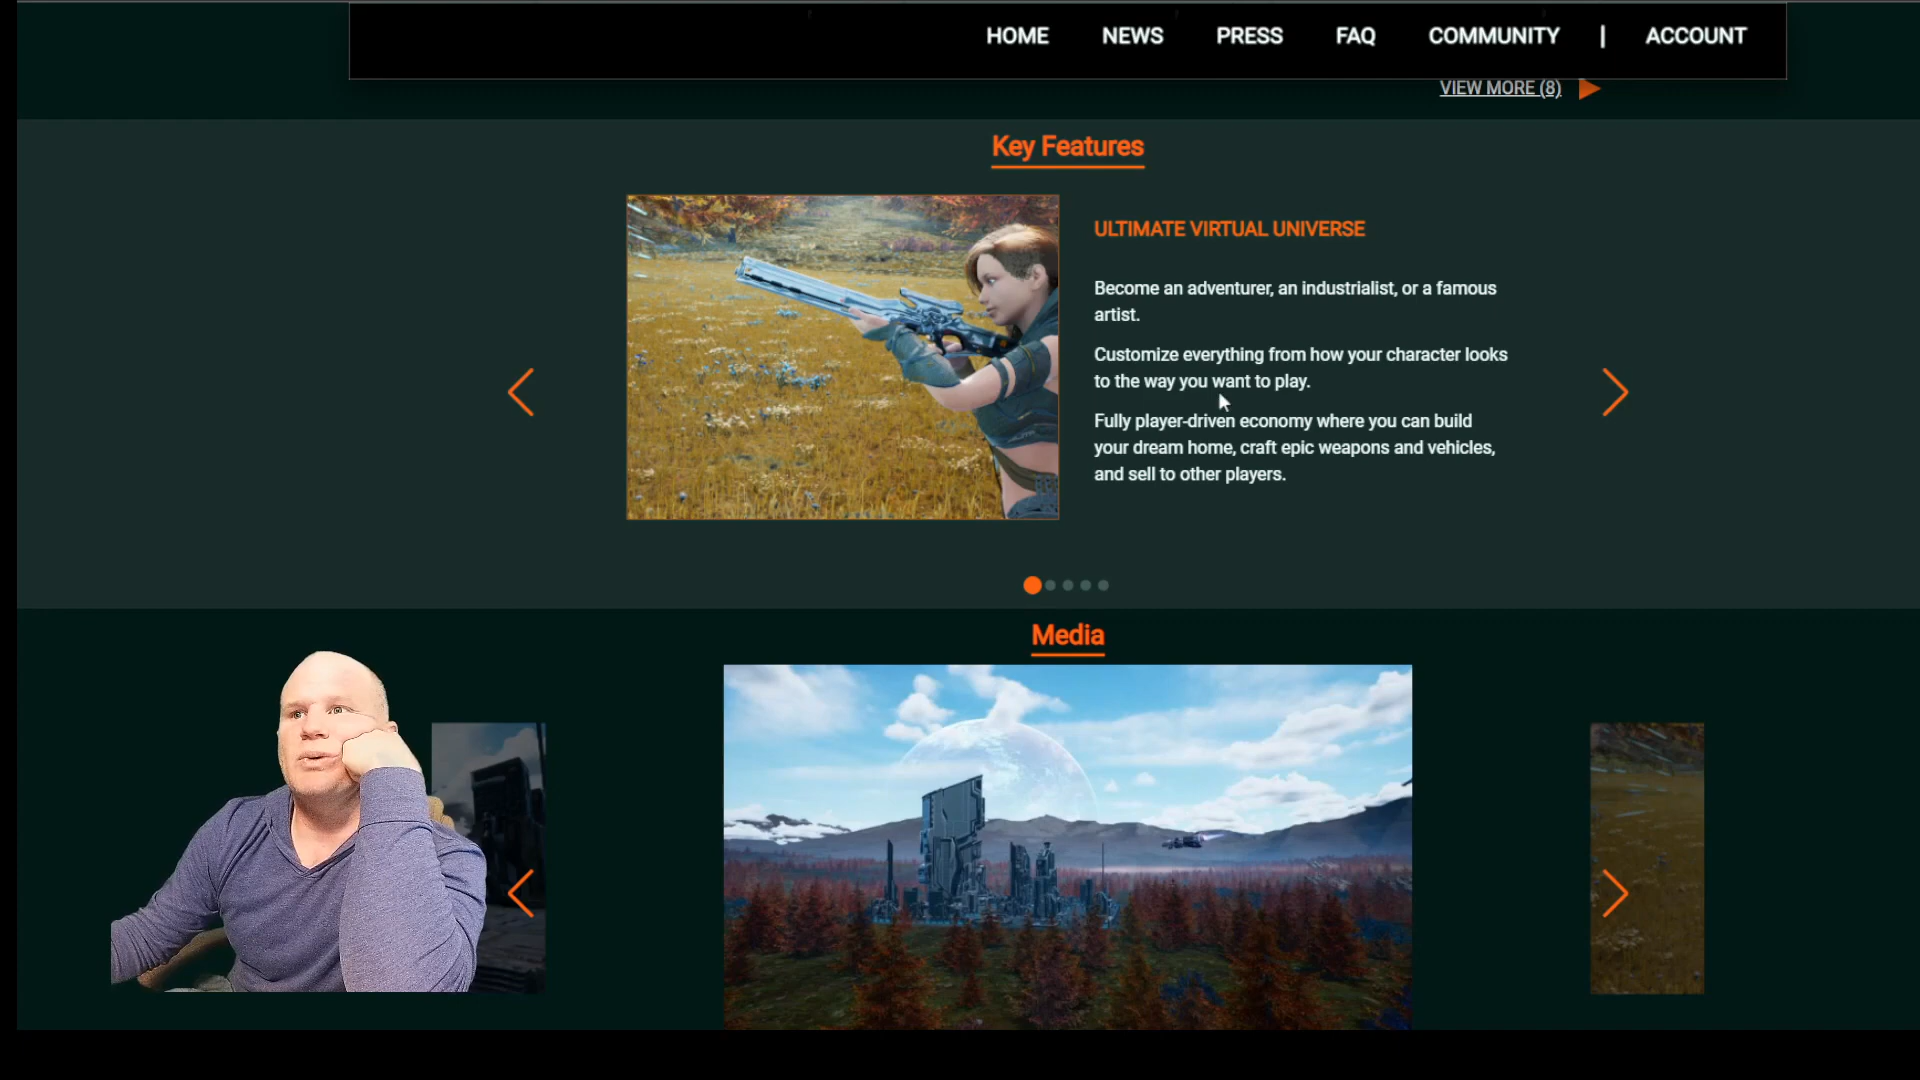 HOME NEWS PRESS FAQ COMMUNITY | ACCOUNT
VIEW MORE (8)
Key Features
ULTIMATE VIRTUAL UNIVERSE
Become an adventurer, an industrialist, or a famous
artist.
Customize everything from how your character looks
to the way you want to play.
Fully player-driven economy where you can build
your dream home, craft epic weapons and vehicles,
and sell to other players.
Media